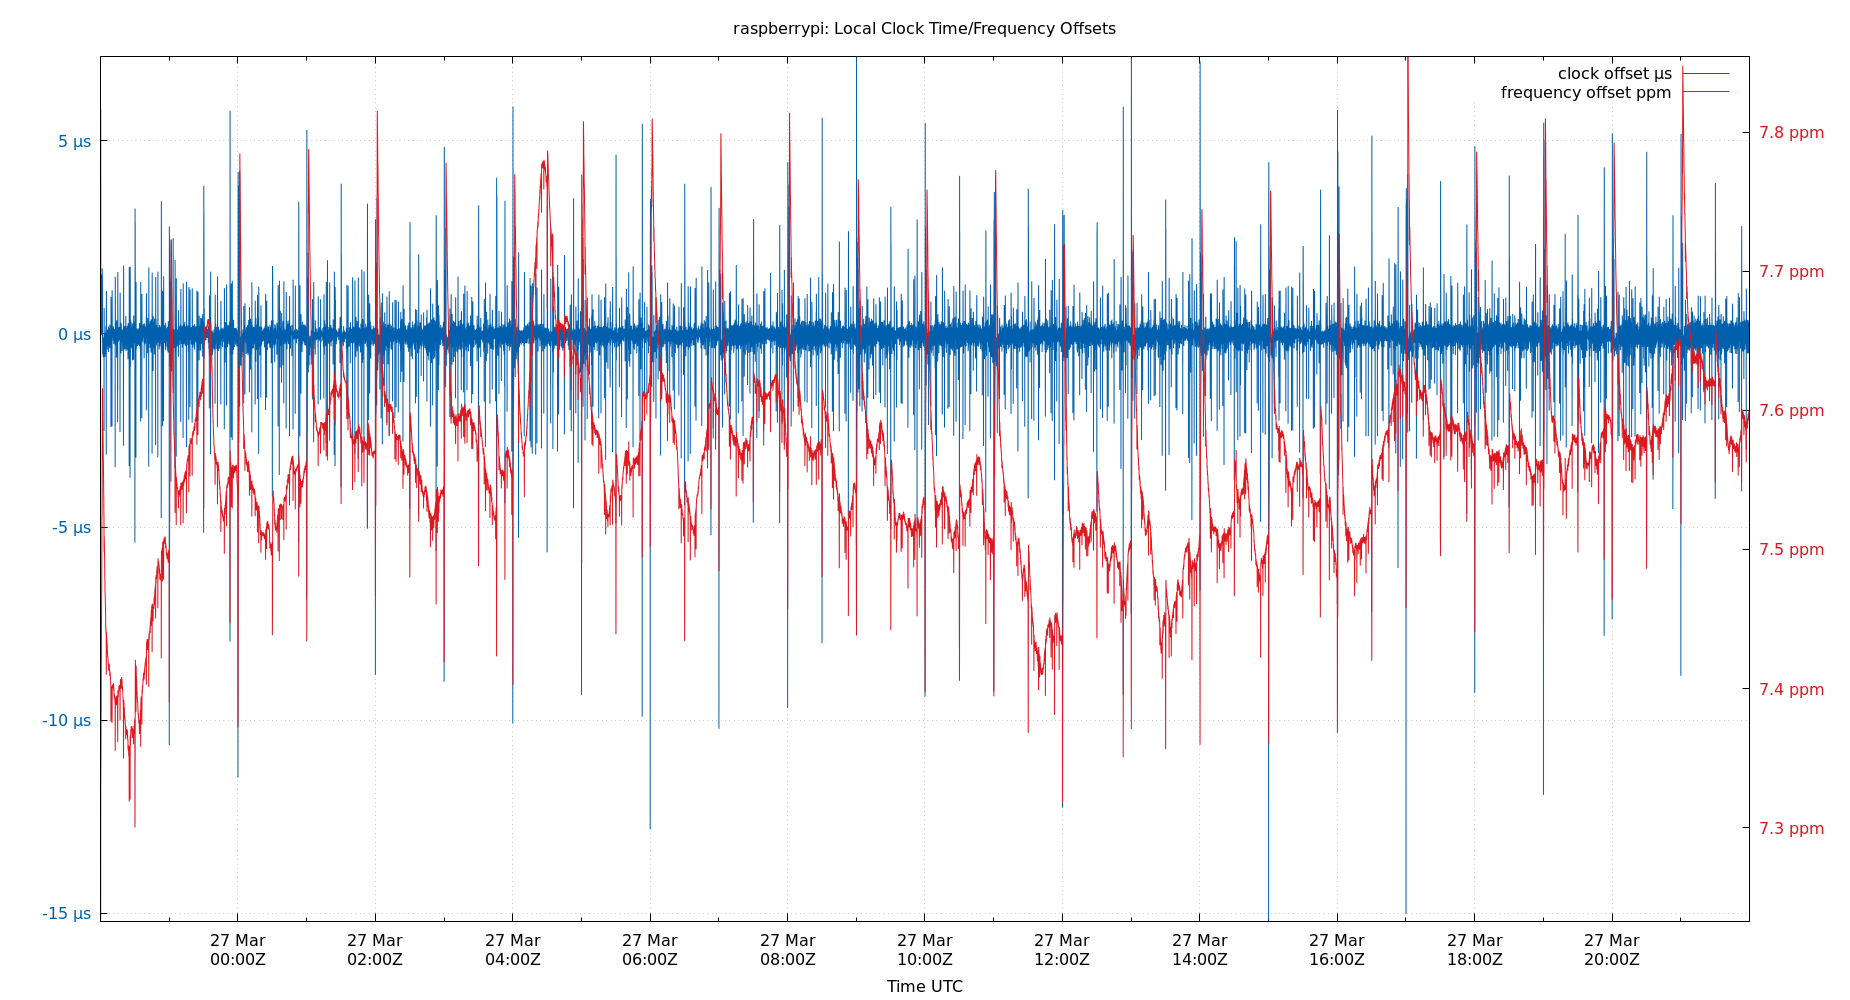 raspberrypi: Local Clock Time/Frequency Offsets
clock offset µs
frequency offset ppm
5 µs
0 µs
-5 µs
-10 µs
-15 µs
7.8 ppm
7.7 ppm
7.6 ppm
7.5 ppm
7.4 ppm
7.3 ppm
27 Mar 27 Mar 27 Mar 27 Mar 27 Mar 27 Mar 27 Mar 27 Mar 27 Mar 27 Mar 27 Mar
00:00Z 02:00Z 04:00Z 06:00Z 08:00Z 10:00Z 12:00Z 14:00Z 16:00Z 18:00Z 20:00Z
Time UTC